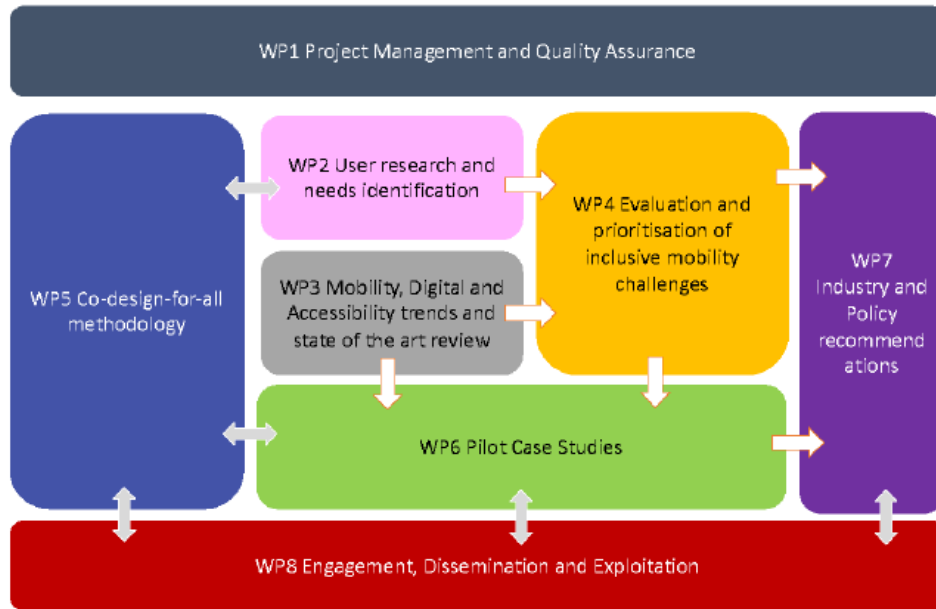 WP1 Project Management and Quality Assurance
WP2 User research and
needs identification
WP4 Evaluation and
prioritisation of
inclusive mobility
challenges
WP5 Co-design-for-all
methodology
WP3 Mobility, Digital and
Accessibility trends and
state of the art review
WP7
Industry and
Policy
recommend
ations
WP6 Pilot Case Studies
WP8 Engagement, Dissemination and Exploitation